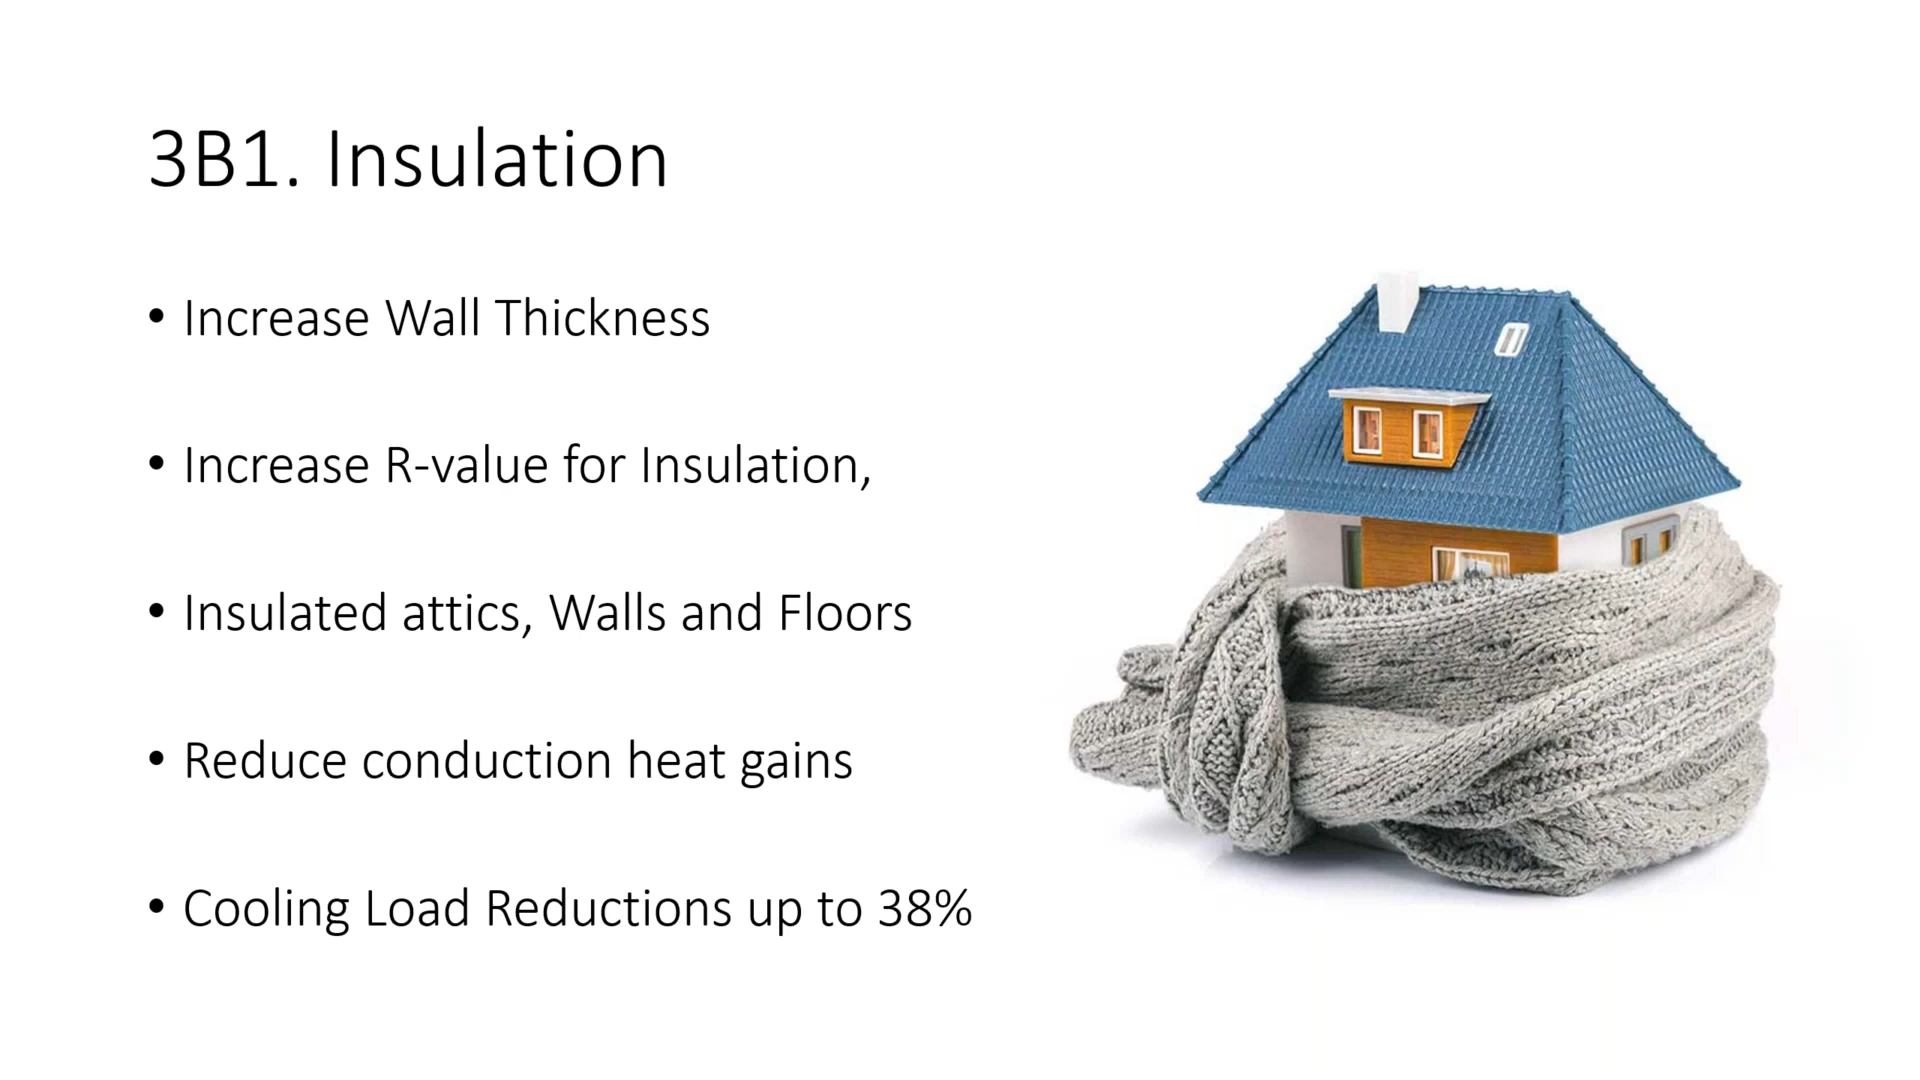 3B1. Insulation
• Increase Wall Thickness
• Increase R-value for Insulation,
• Insulated attics, Walls and Floors
• Reduce conduction heat gains
• Cooling Load Reductions up to 38%